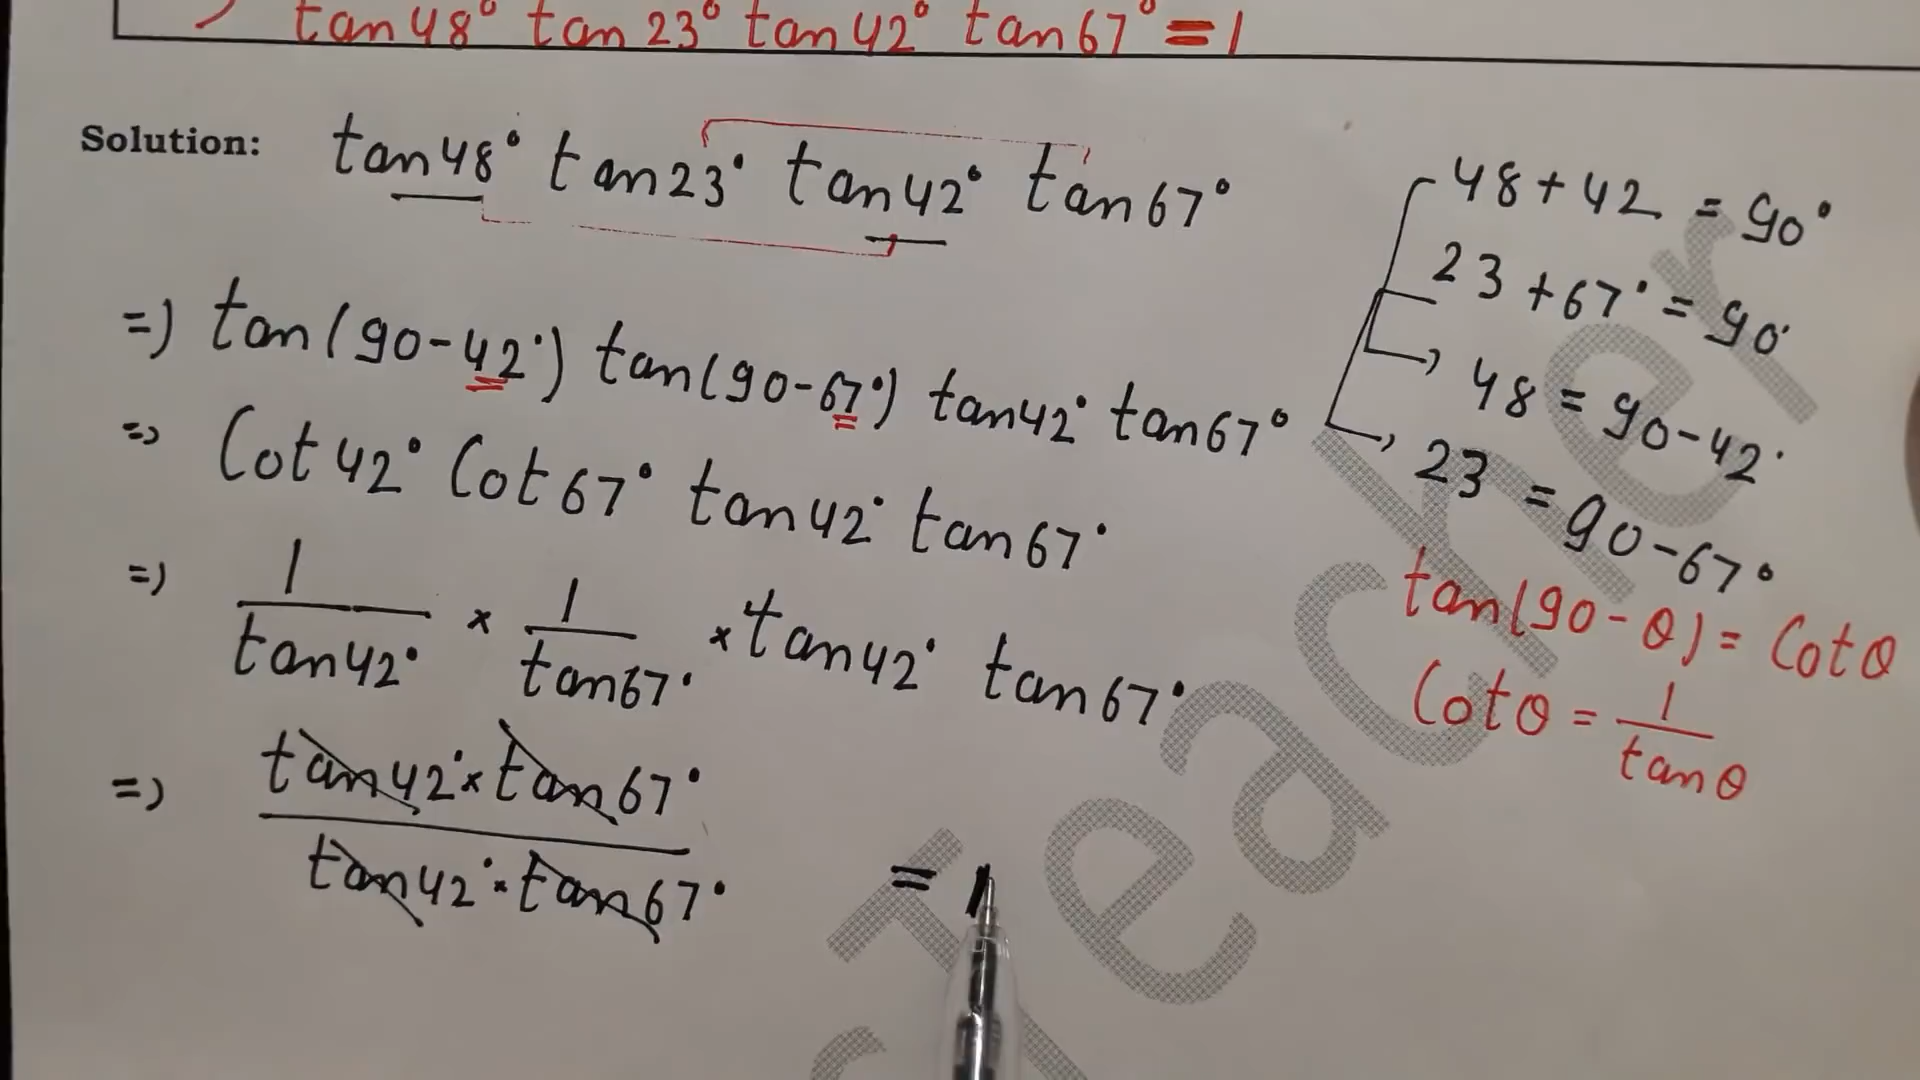 tan48° tan23° tan42° tan67° = 1
Solution: tan48° tan23° tan42° tan67°
=) tan(90-42°) tan(90-67°) tan42° tan67°
=) Cot42° Cot67° tan42° tan67°
=) 1/tan42° × 1/tan67° × tan42° tan67°
=) tan42° × tan67° / tan42° × tan67° = 1
48+42 = 90°
23+67° = 90°
48 = 90-42°
23 = 90-67°
tan(90-θ) = Cotθ
Cotθ = 1/tanθ
Teacher